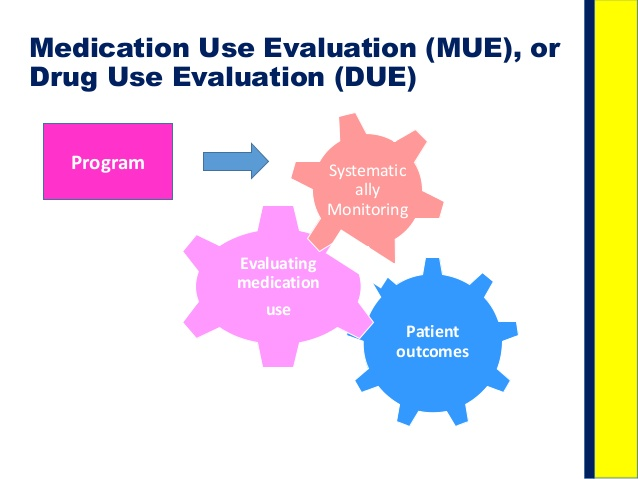 Medication Use Evaluation (MUE), or
Drug Use Evaluation (DUE)
Program
Systematic
ally
Monitoring
Evaluating
medication
use
Patient
outcomes